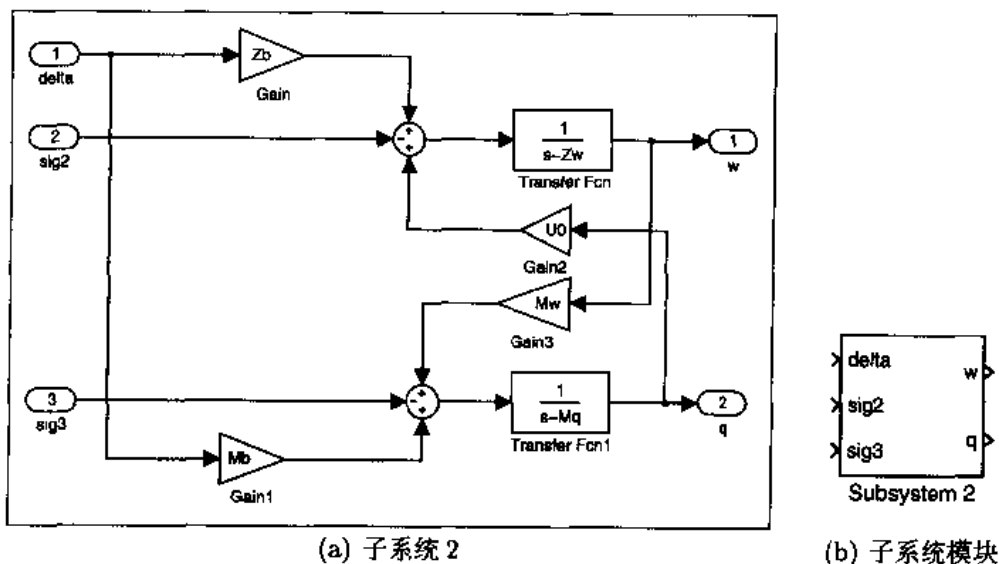 1
delta
Zb
Gain
2
sig2
-
+
+
1
s-Zw
Transfer Fcn
1
w
U0
Gain2
Mw
Gain3
3
sig3
-
+
+
1
s-Mq
Transfer Fcn1
2
q
Mb
Gain1
delta
w
sig2
q
sig3
Subsystem 2
(a) 子系统 2
(b) 子系统模块